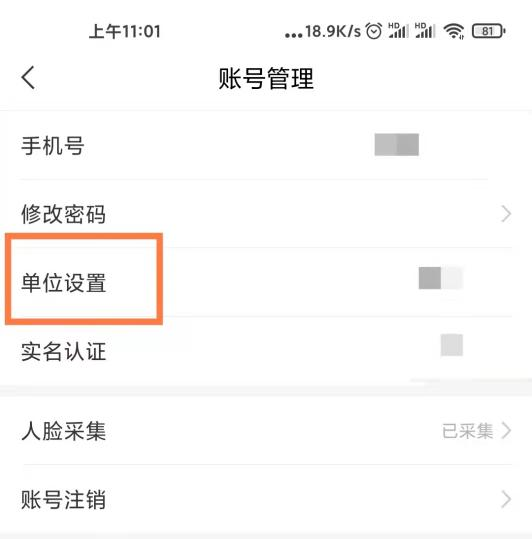 上午11:01 ...18.9K/s HD HD 81
账号管理
手机号
修改密码
单位设置
实名认证
人脸采集 已采集
账号注销